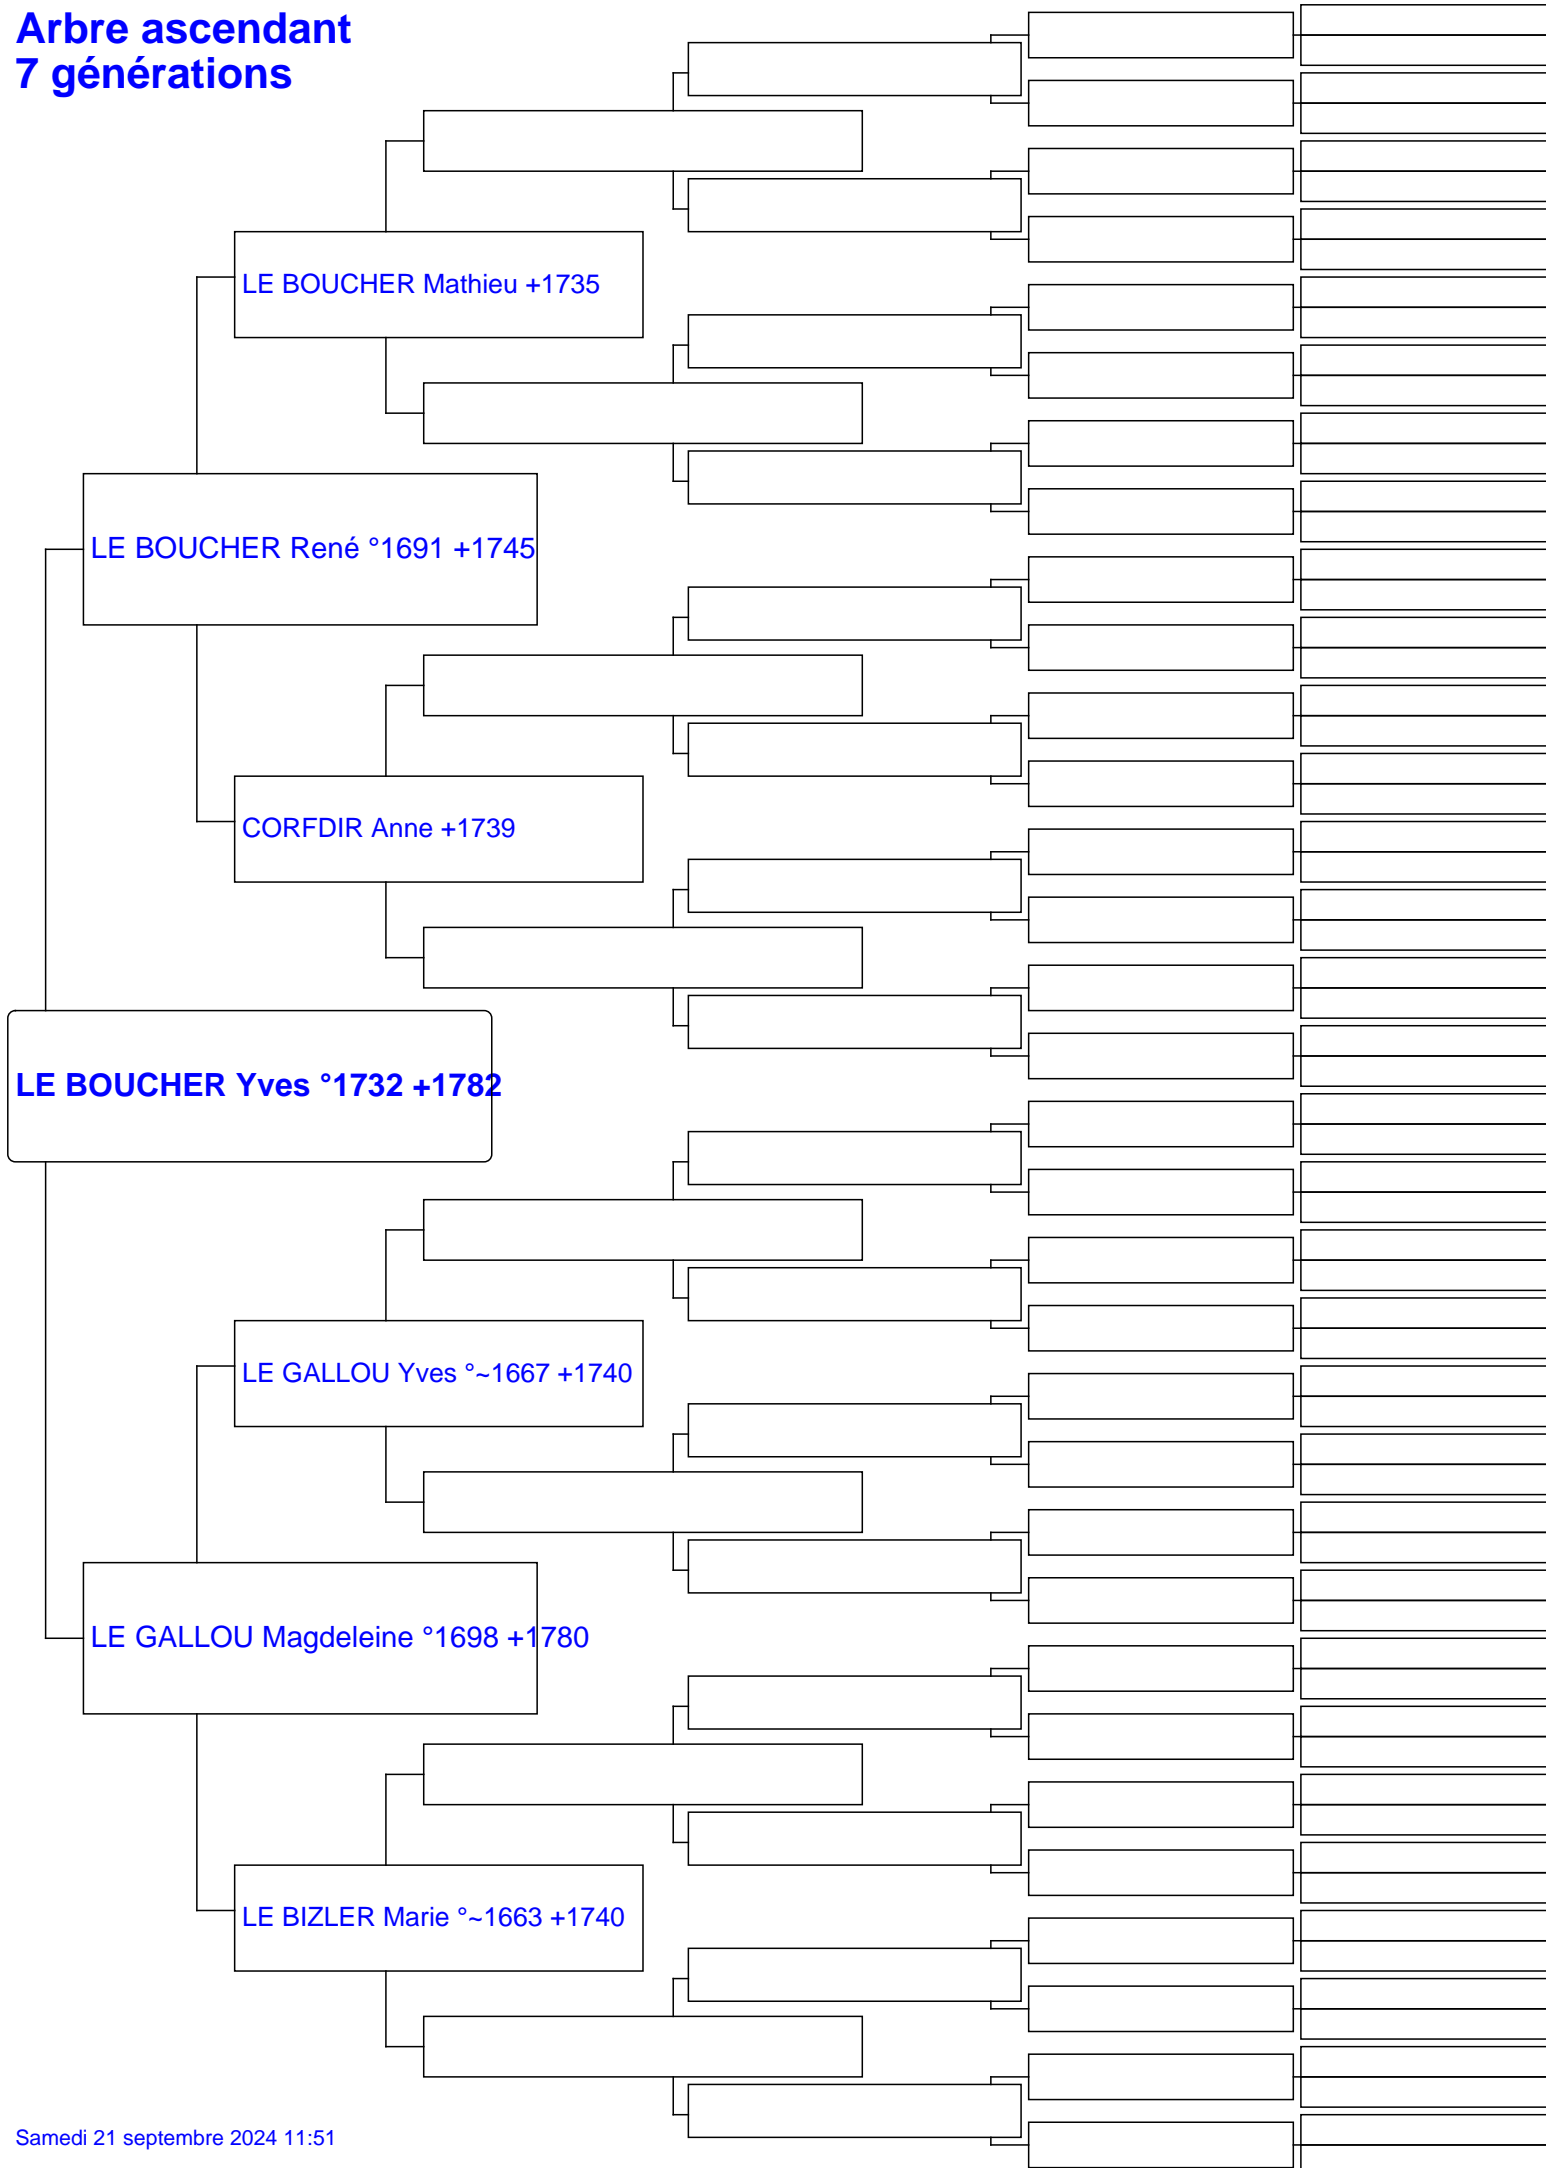 Arbre ascendant
7 générations
LE BOUCHER Mathieu +1735
LE BOUCHER René °1691 +1745
CORFDIR Anne +1739
LE BOUCHER Yves °1732 +1782
LE GALLOU Yves °~1667 +1740
LE GALLOU Magdeleine °1698 +1780
LE BIZLER Marie °~1663 +1740
Samedi 21 septembre 2024 11:51